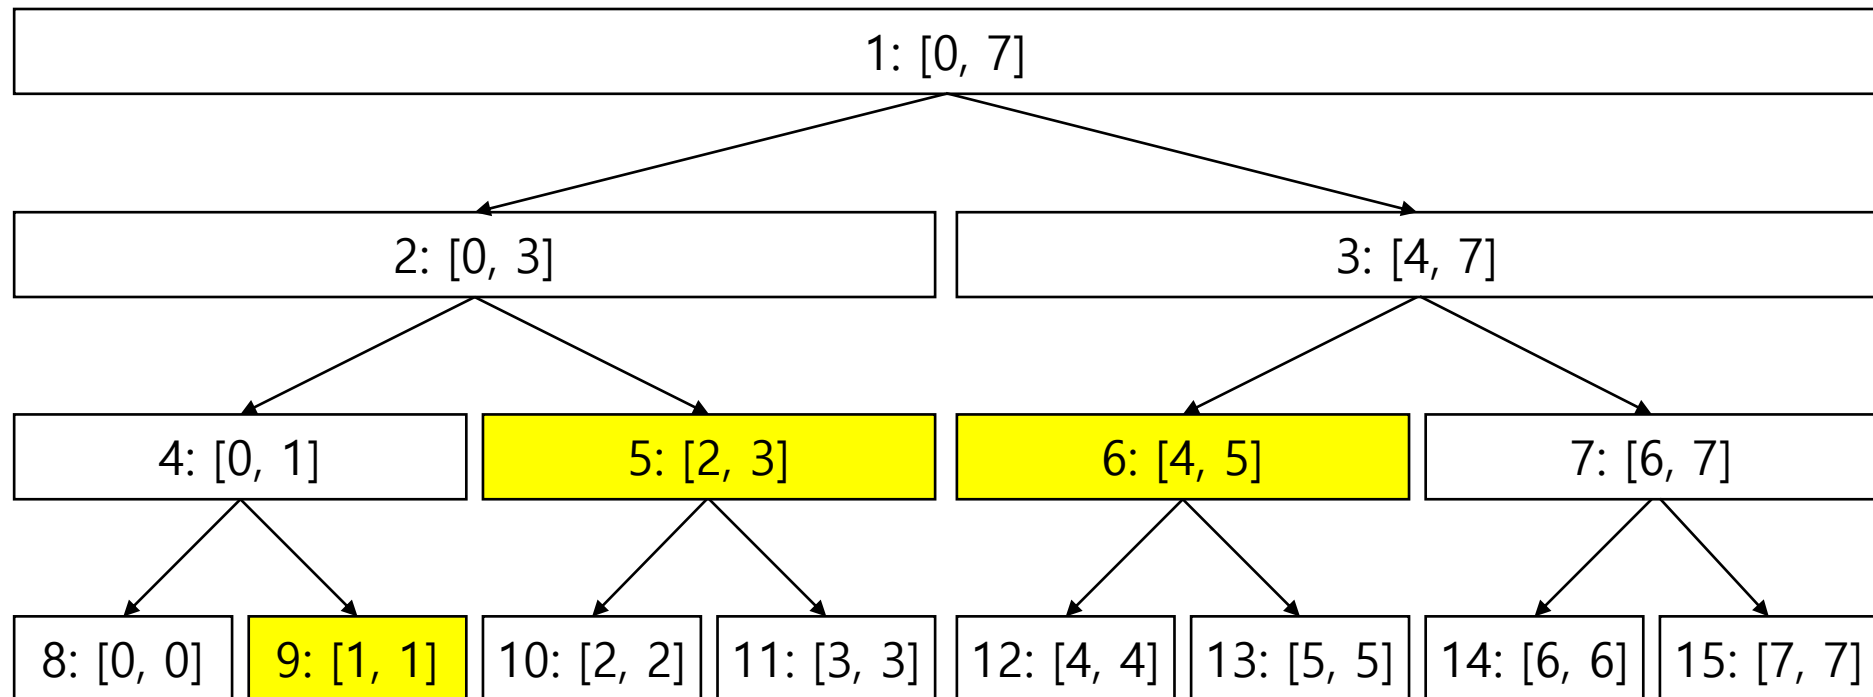 1: [0, 7]
2: [0, 3]
3: [4, 7]
4: [0, 1]
5: [2, 3]
6: [4, 5]
7: [6, 7]
8: [0, 0]
9: [1, 1]
10: [2, 2]
11: [3, 3]
12: [4, 4]
13: [5, 5]
14: [6, 6]
15: [7, 7]